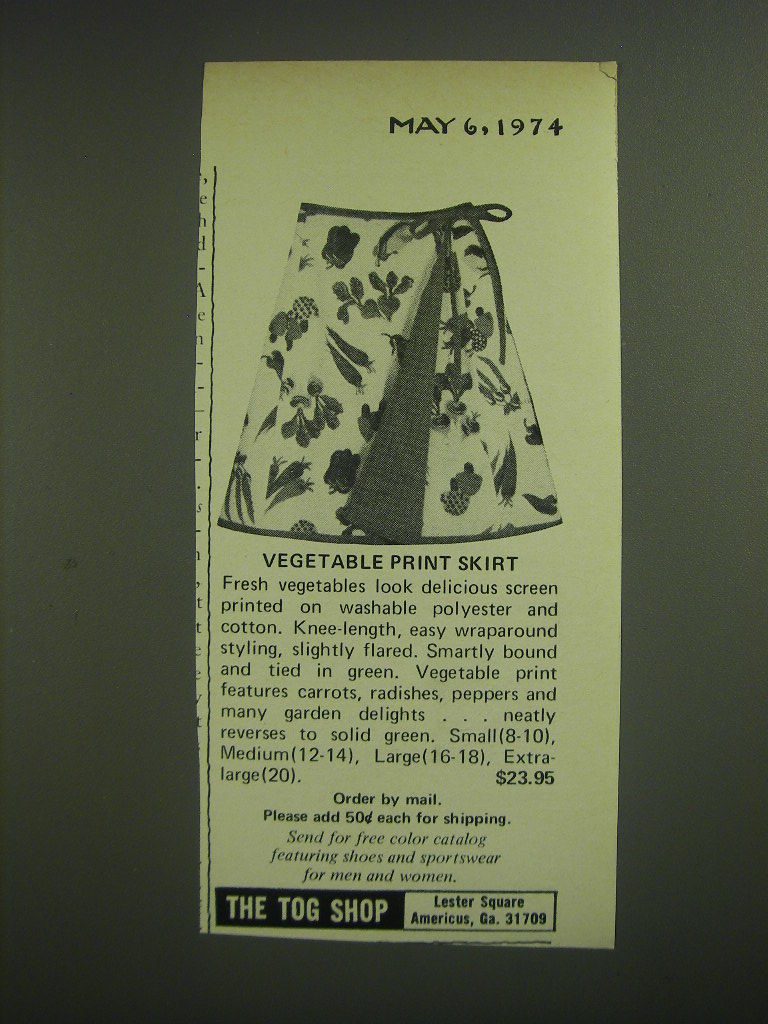 MAY 6, 1974
VEGETABLE PRINT SKIRT
Fresh vegetables look delicious screen
printed on washable polyester and
cotton. Knee-length, easy wraparound
styling, slightly flared. Smartly bound
and tied in green. Vegetable print
features carrots, radishes, peppers and
many garden delights . . . neatly
reverses to solid green. Small(8-10),
Medium(12-14), Large(16-18), Extra-
large(20). $23.95
Order by mail.
Please add 50¢ each for shipping.
Send for free color catalog
featuring shoes and sportswear
for men and women.
THE TOG SHOP
Lester Square
Americus, Ga. 31709